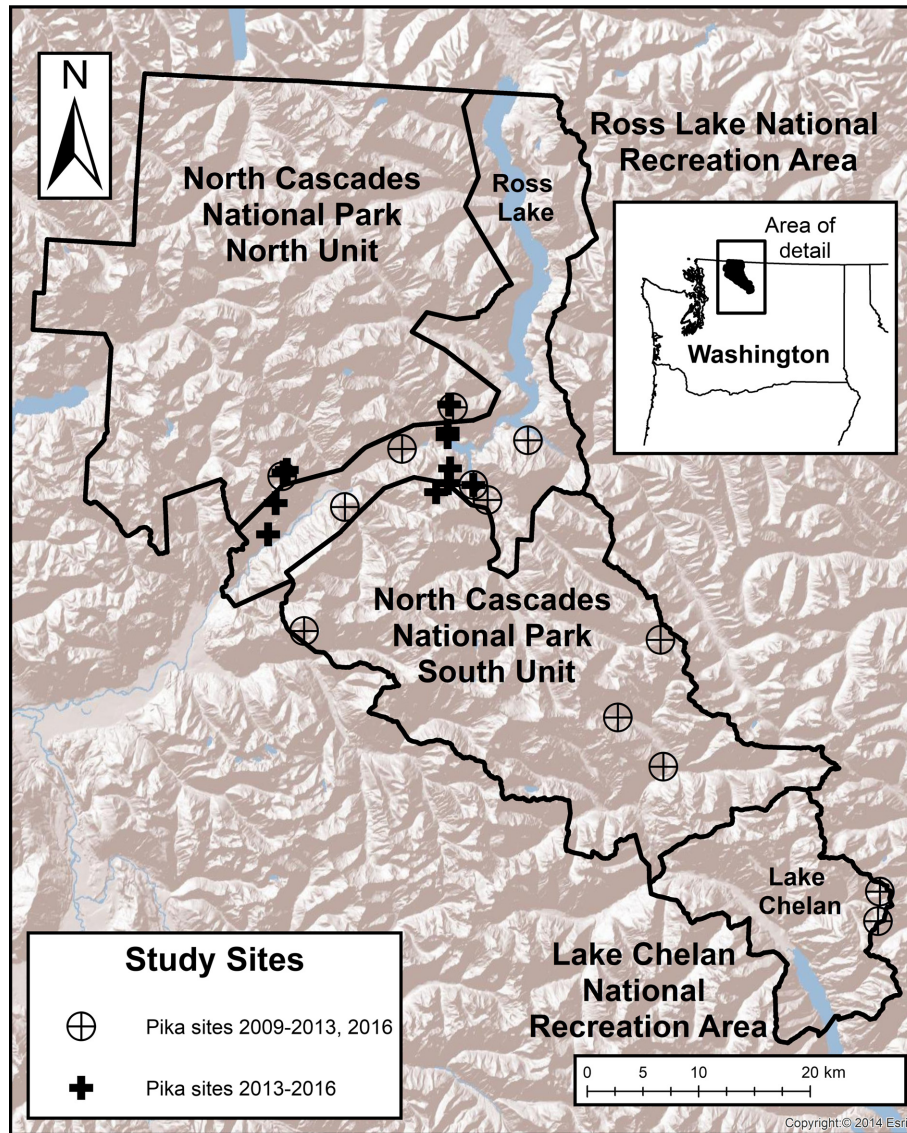 N
North Cascades
National Park
North Unit
Ross
Lake
Ross Lake National
Recreation Area
Area of
detail
Washington
North Cascades
National Park
South Unit
Lake
Chelan
Lake Chelan
National
Recreation Area
Study Sites
Pika sites 2009-2013, 2016
Pika sites 2013-2016
0 5 10 20 km
Copyright:© 2014 Esri